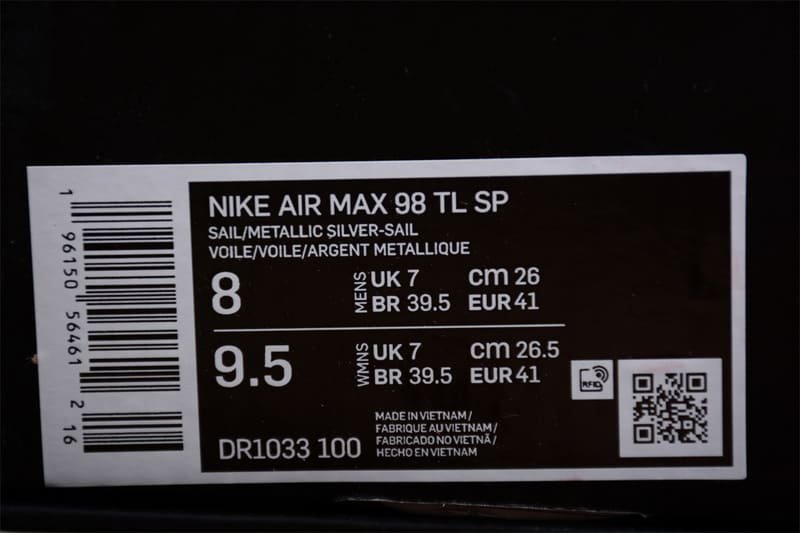 NIKE AIR MAX 98 TL SP
SAIL/METALLIC SILVER-SAIL
VOILE/VOILE/ARGENT METALLIQUE
8 MENS UK 7 cm 26
BR 39.5 EUR 41
9.5 WMNS UK 7 cm 26.5
BR 39.5 EUR 41
DR1033 100
MADE IN VIETNAM/
FABRIQUE AU VIETNAM/
FABRICADO NO VIETNÃ/
HECHO EN VIETNAM
RFID
1 96150 56461 2 16